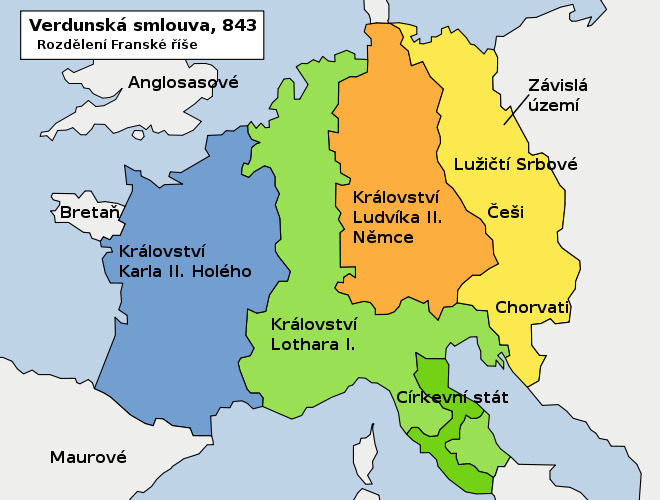 Verdunská smlouva, 843
Rozdělení Franské říše
Anglosasové
Závislá
území
Lužičtí Srbové
Bretaň
Království
Ludvíka II.
Němce
Češi
Království
Karla II. Holého
Chorvati
Království
Lothara I.
Církevní stát
Maurové